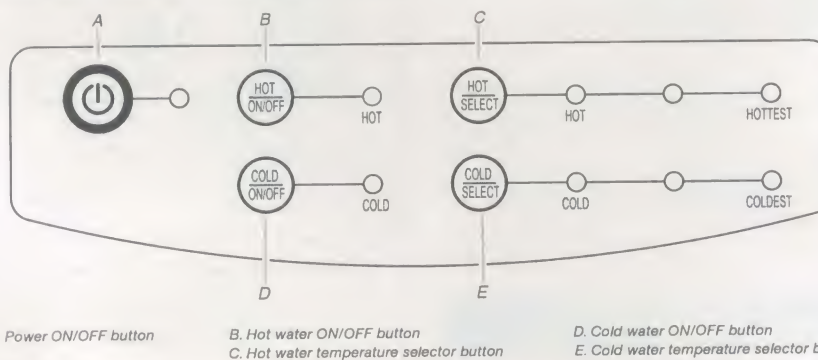 A B C
HOT
ON/OFF
HOT
HOT
SELECT
HOT
HOTTEST
COLD
ON/OFF
COLD
COLD
SELECT
COLD
COLDEST
D E
Power ON/OFF button
B. Hot water ON/OFF button
C. Hot water temperature selector button
D. Cold water ON/OFF button
E. Cold water temperature selector